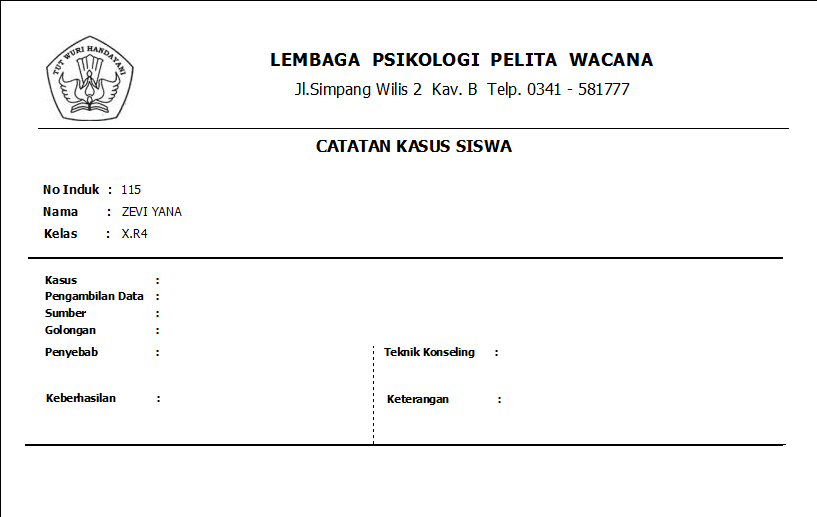 TUT WURI HANDAYANI
LEMBAGA PSIKOLOGI PELITA WACANA
Jl.Simpang Wilis 2 Kav. B Telp. 0341 - 581777
CATATAN KASUS SISWA
No Induk : 115
Nama : ZEVI YANA
Kelas : X.R4
Kasus :
Pengambilan Data :
Sumber :
Golongan :
Penyebab : Teknik Konseling :
Keberhasilan : Keterangan :